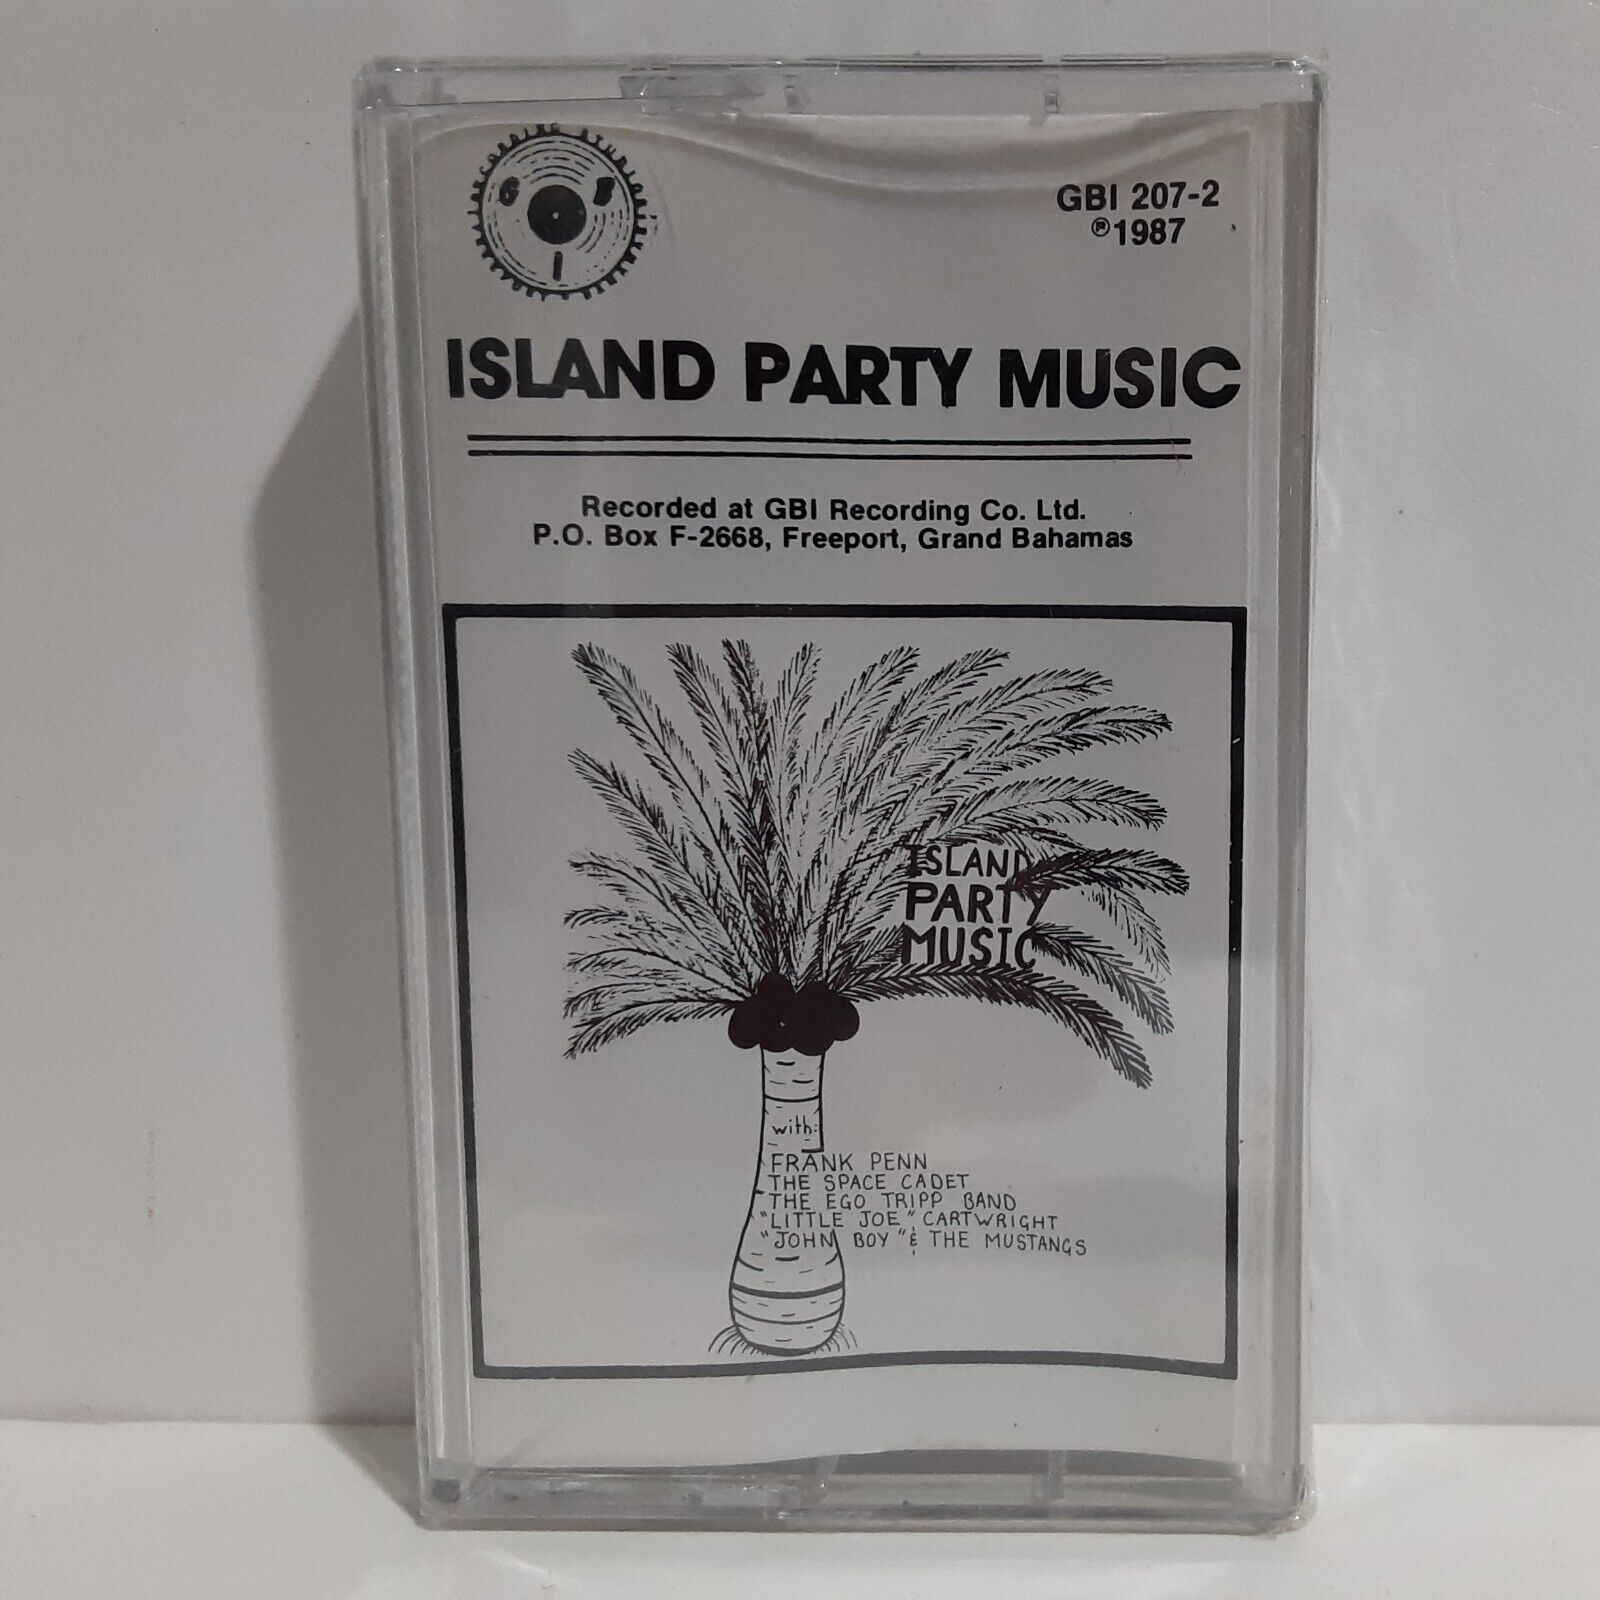 G B I
RECORDING STUDIOS
GBI 207-2
℗1987
ISLAND PARTY MUSIC
Recorded at GBI Recording Co. Ltd.
P.O. Box F-2668, Freeport, Grand Bahamas
ISLAND
PARTY
MUSIC
with:
FRANK PENN
THE SPACE CADET
THE EGO TRIPP BAND
"LITTLE JOE" CARTWRIGHT
"JOHN BOY" & THE MUSTANGS